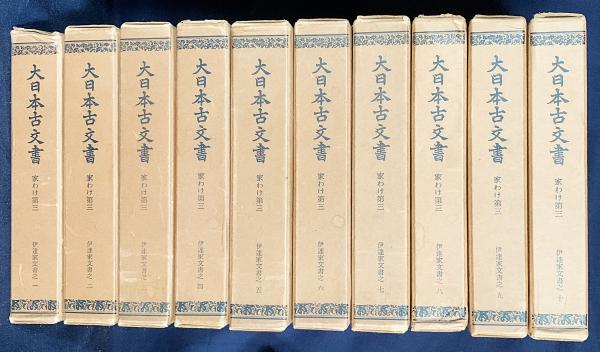 大日本古文書
家わけ第三
伊達家文書之一
大日本古文書
家わけ第三
伊達家文書之二
大日本古文書
家わけ第三
伊達家文書之三
大日本古文書
家わけ第三
伊達家文書之四
大日本古文書
家わけ第三
伊達家文書之五
大日本古文書
家わけ第三
伊達家文書之六
大日本古文書
家わけ第三
伊達家文書之七
大日本古文書
家わけ第三
伊達家文書之八
大日本古文書
家わけ第三
伊達家文書之九
大日本古文書
家わけ第三
伊達家文書之十